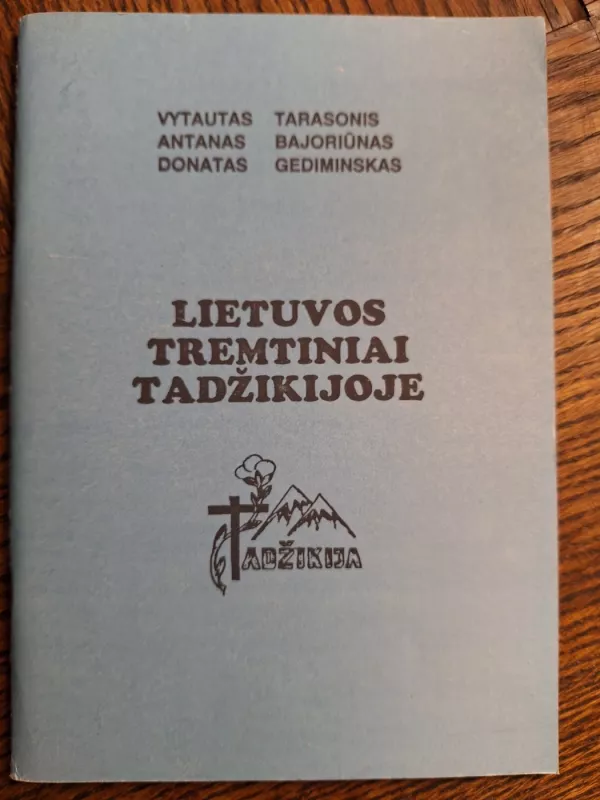 VYTAUTAS TARASONIS
ANTANAS BAJORIŪNAS
DONATAS GEDIMINSKAS
LIETUVOS
TREMTINIAI
TADŽIKIJOJE
TADŽIKIJA